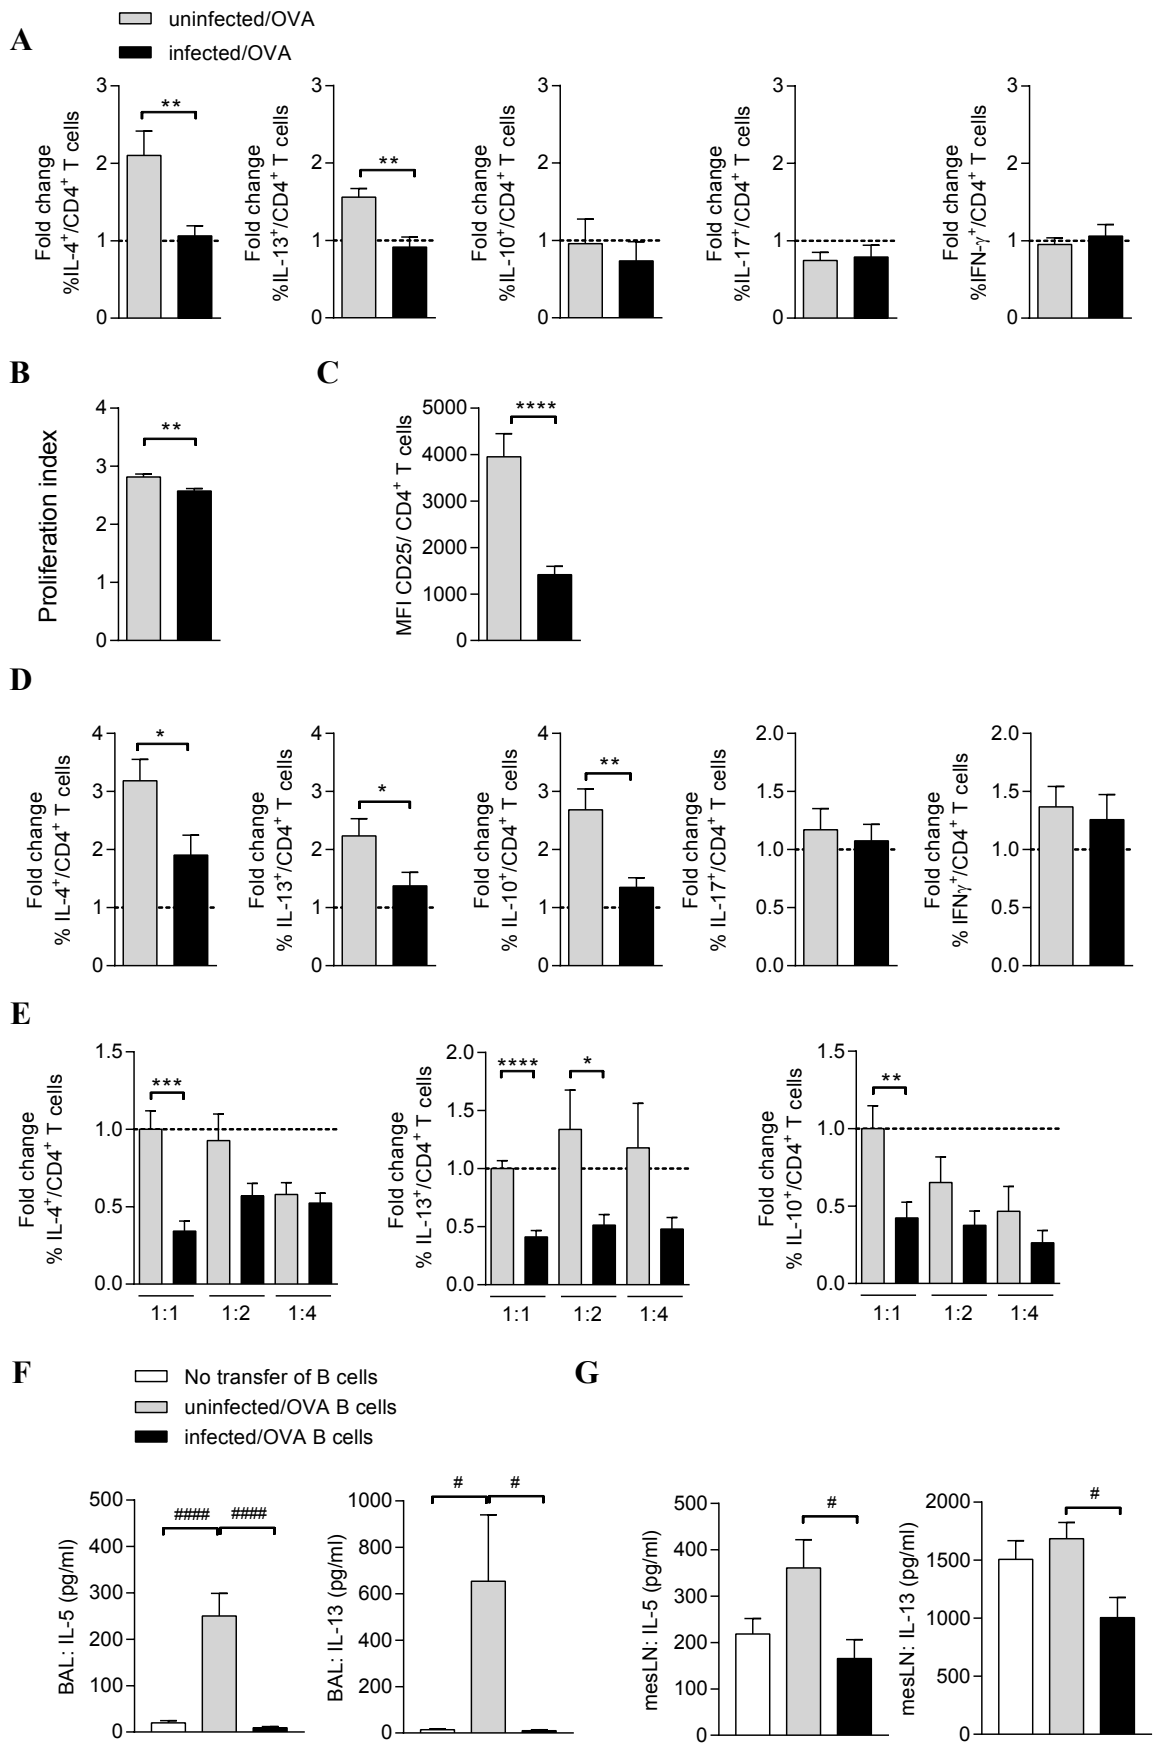 uninfected/OVA
infected/OVA
A
Fold change
%IL-4⁺/CD4⁺ T cells
3
2
1
0
**
Fold change
%IL-13⁺/CD4⁺ T cells
3
2
1
0
**
Fold change
%IL-10⁺/CD4⁺ T cells
3
2
1
0
Fold change
%IL-17⁺/CD4⁺ T cells
3
2
1
0
Fold change
%IFN-γ⁺/CD4⁺ T cells
3
2
1
0
B
Proliferation index
4
3
2
1
0
**
C
MFI CD25/ CD4⁺ T cells
5000
4000
3000
2000
1000
0
****
D
Fold change
% IL-4⁺/CD4⁺ T cells
4
3
2
1
0
*
Fold change
% IL-13⁺/CD4⁺ T cells
4
3
2
1
0
*
Fold change
% IL-10⁺/CD4⁺ T cells
4
3
2
1
0
**
Fold change
% IL-17⁺/CD4⁺ T cells
2.0
1.5
1.0
0.5
0.0
Fold change
% IFNγ⁺/CD4⁺ T cells
2.0
1.5
1.0
0.5
0.0
E
Fold change
% IL-4⁺/CD4⁺ T cells
1.5
1.0
0.5
0.0
***
1:1 1:2 1:4
Fold change
% IL-13⁺/CD4⁺ T cells
2.0
1.5
1.0
0.5
0.0
**** *
1:1 1:2 1:4
Fold change
% IL-10⁺/CD4⁺ T cells
1.5
1.0
0.5
0.0
**
1:1 1:2 1:4
F
No transfer of B cells
uninfected/OVA B cells
infected/OVA B cells
BAL: IL-5 (pg/ml)
500
400
300
200
100
0
#### ####
BAL: IL-13 (pg/ml)
1000
800
600
400
200
0
# #
G
mesLN: IL-5 (pg/ml)
500
400
300
200
100
0
#
mesLN: IL-13 (pg/ml)
2000
1500
1000
500
0
#